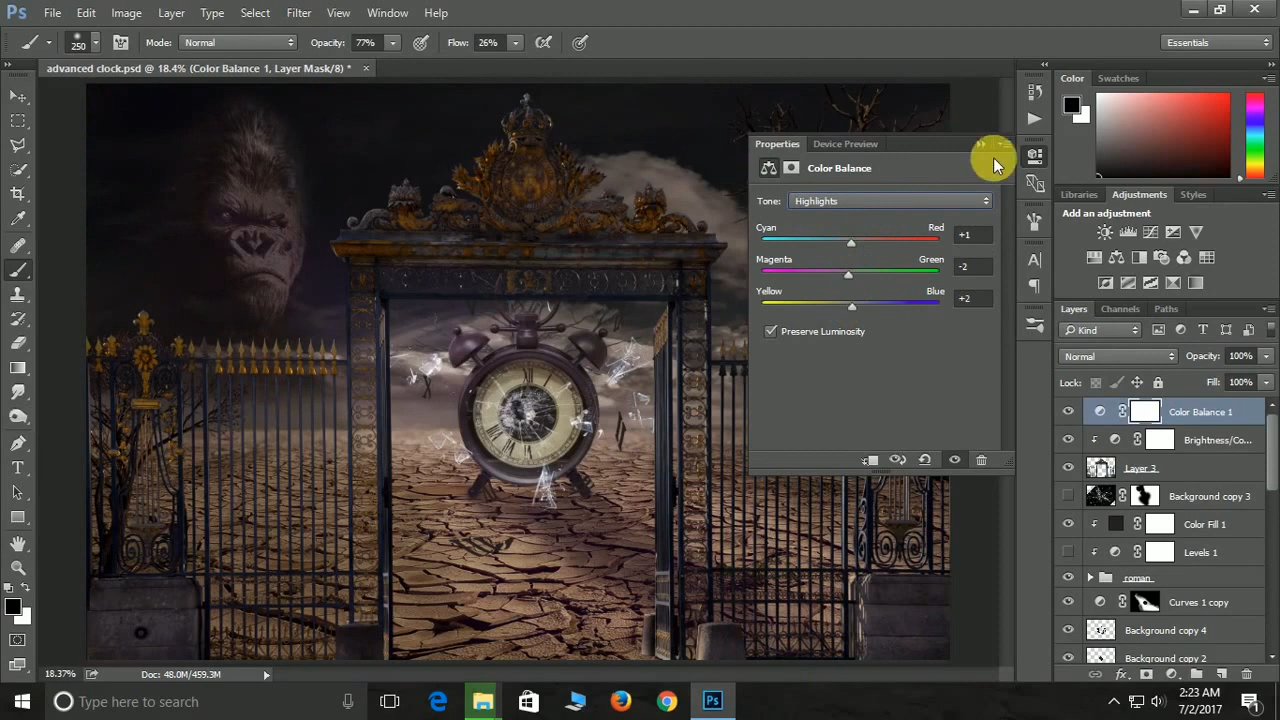 Ps File Edit Image Layer Type Select Filter 3D View Window Help
250 Mode: Normal Opacity: 77% Flow: 26% Essentials
advanced clock.psd @ 18.4% (Color Balance 1, Layer Mask/8) * ×
Color Swatches
Properties Device Preview
Color Balance
Tone: Highlights
Cyan Red +1
Magenta Green -2
Yellow Blue +2
Preserve Luminosity
Libraries Adjustments Styles
Add an adjustment
Layers Channels Paths
Kind
Normal Opacity: 100%
Lock: Fill: 100%
Color Balance 1
Brightness/Co...
Layer 3
Background copy 3
Color Fill 1
Levels 1
roman
Curves 1 copy
Background copy 4
Background copy 2
18.37% Doc: 48.0M/459.3M
Type here to search
Ps
2:23 AM
7/2/2017
1